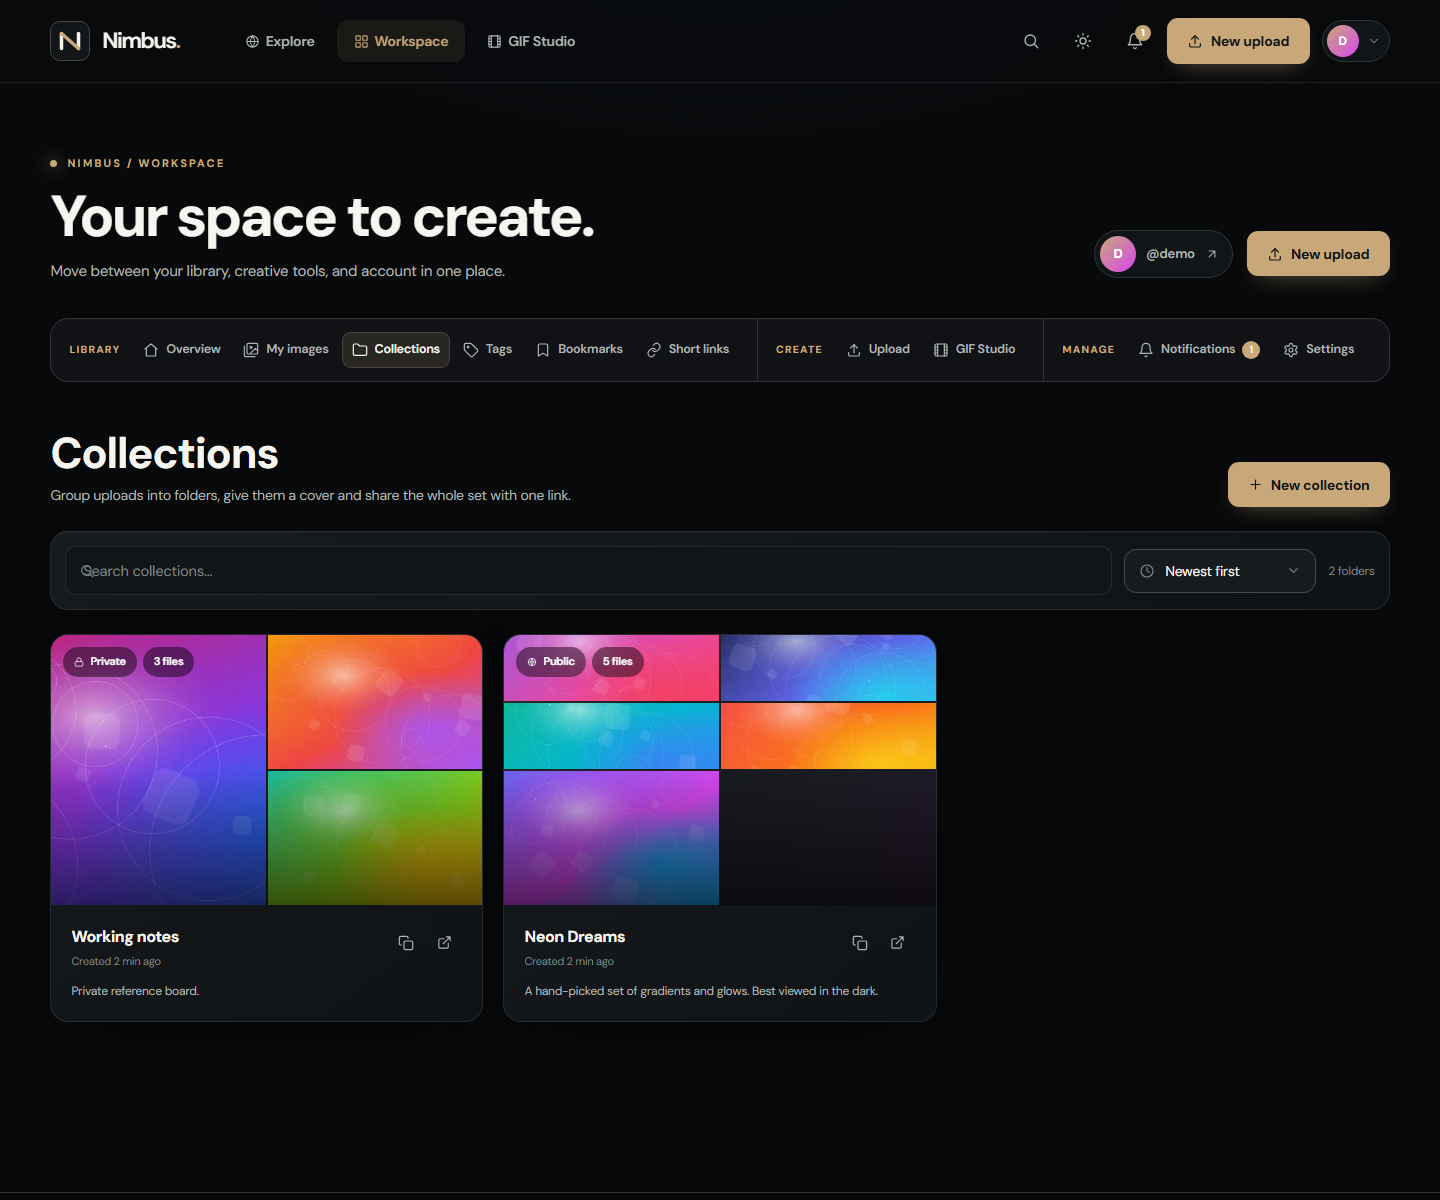 Nimbus.
Explore
Workspace
GIF Studio
1
New upload
D
NIMBUS / WORKSPACE
Your space to create.
Move between your library, creative tools, and account in one place.
D
@demo
New upload
LIBRARY
Overview
My images
Collections
Tags
Bookmarks
Short links
CREATE
Upload
GIF Studio
MANAGE
Notifications 1
Settings
Collections
Group uploads into folders, give them a cover and share the whole set with one link.
New collection
Search collections...
Newest first
2 folders
Private
3 files
Public
5 files
Working notes
Created 2 min ago
Private reference board.
Neon Dreams
Created 2 min ago
A hand-picked set of gradients and glows. Best viewed in the dark.